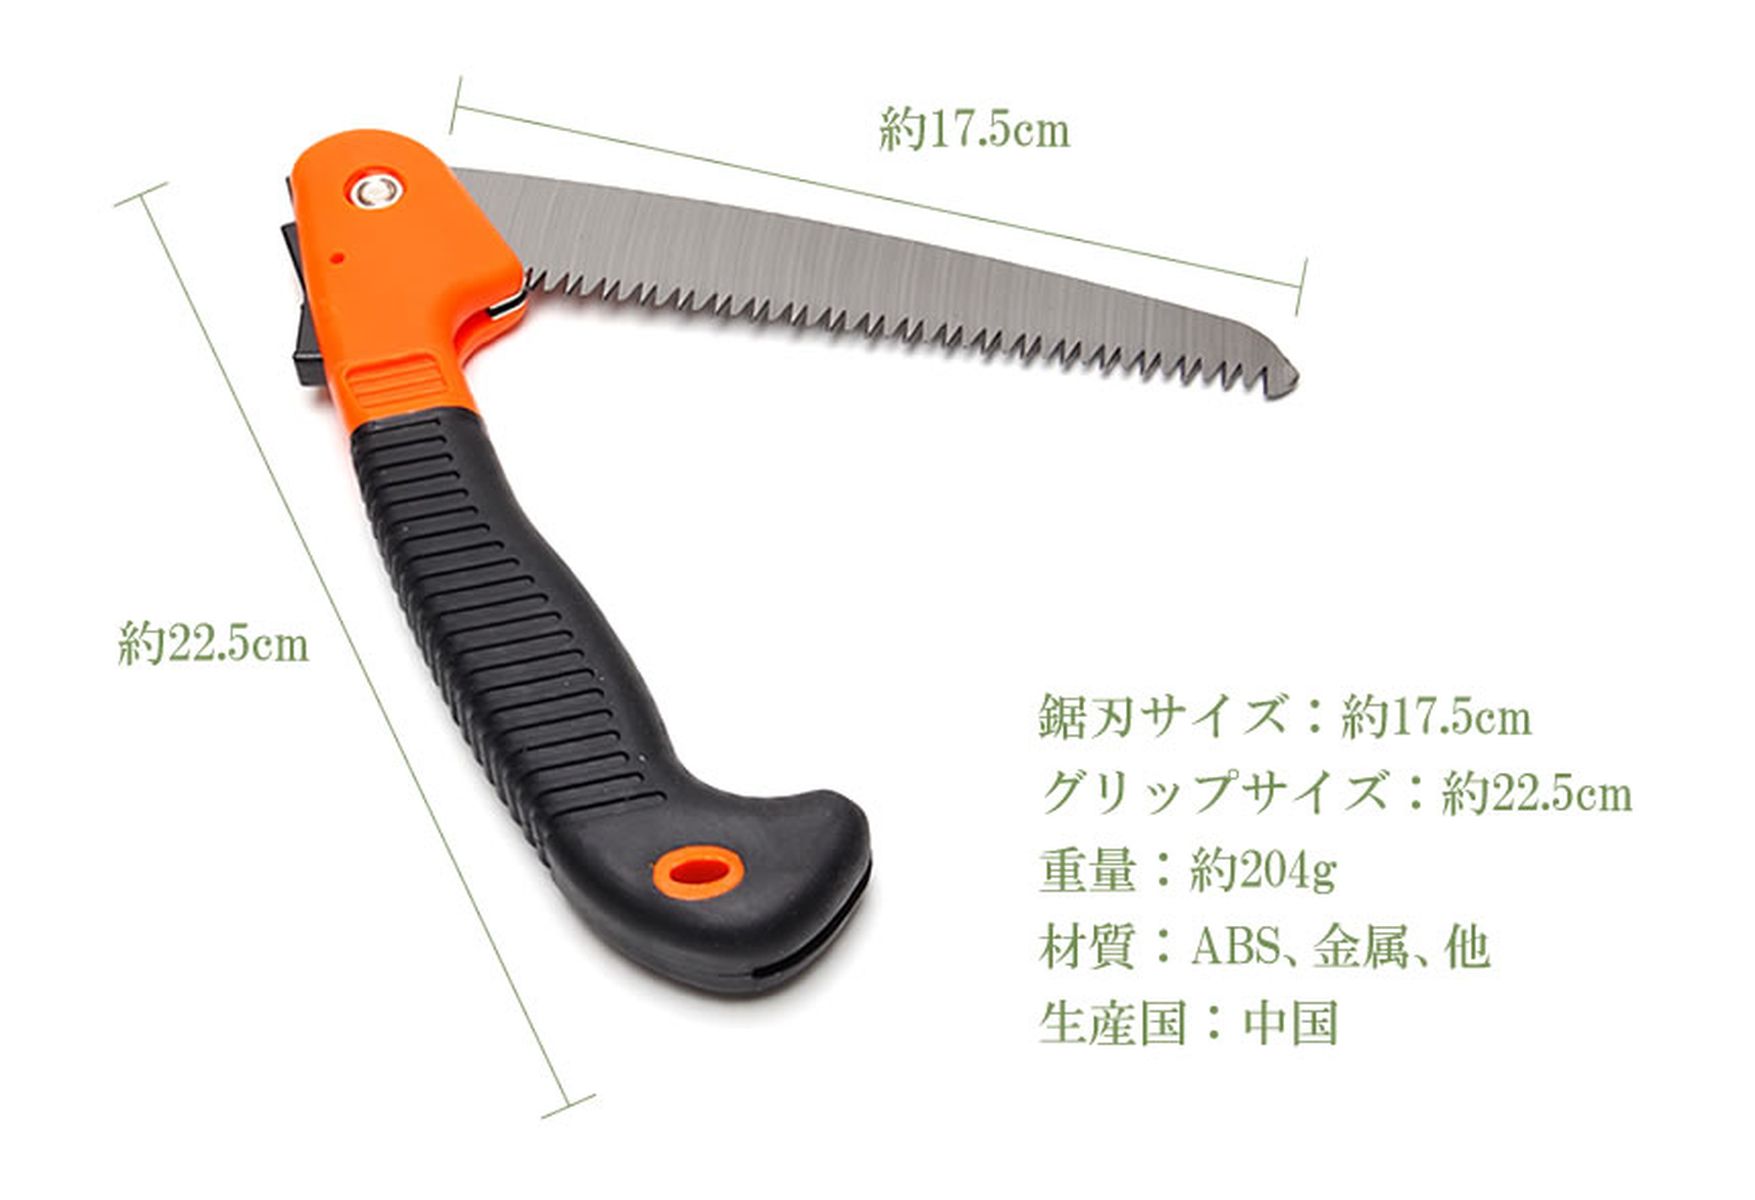 約17.5cm
約22.5cm
鋸刃サイズ：約17.5cm
グリップサイズ：約22.5cm
重量：約204g
材質：ABS、金属、他
生産国：中国